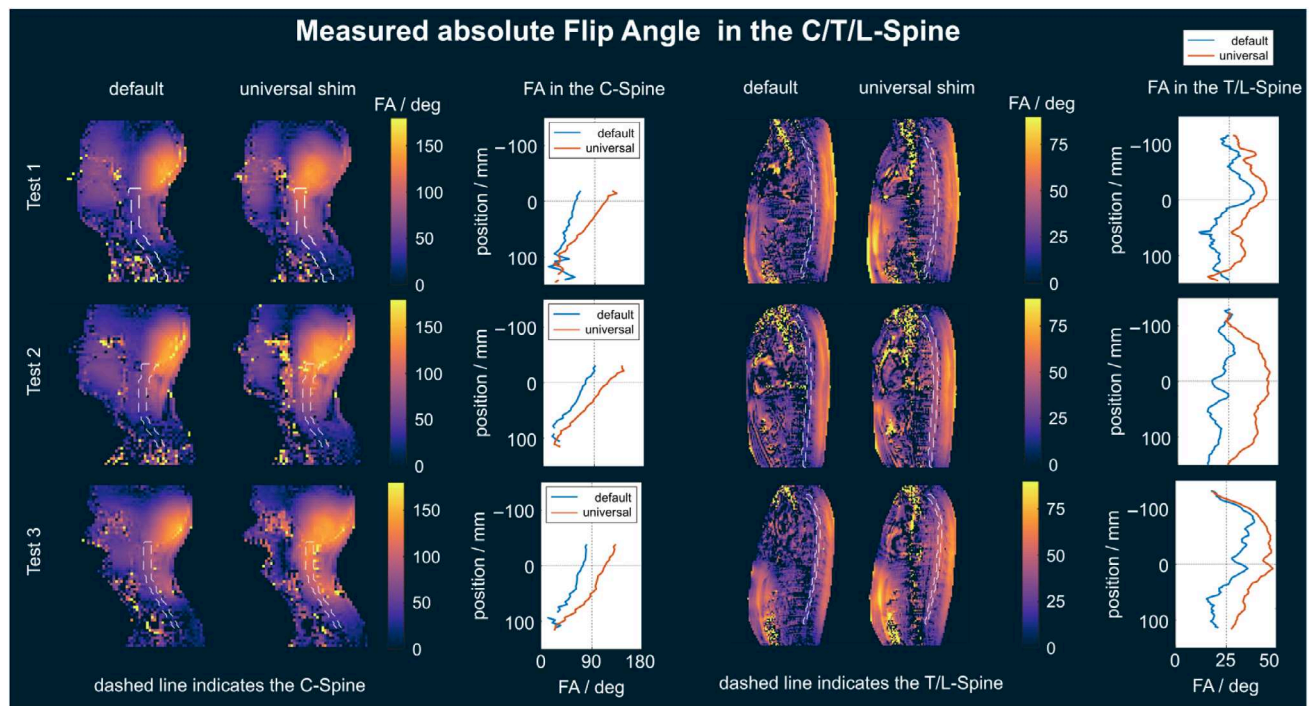 Measured absolute Flip Angle in the C/T/L-Spine
default
universal
default
universal shim
FA / deg
FA in the C-Spine
default
universal shim
FA / deg
FA in the T/L-Spine
Test 1
150
100
50
0
−100
0
100
position / mm
default
universal
75
50
25
0
−100
0
100
position / mm
Test 2
150
100
50
0
−100
0
100
position / mm
default
universal
75
50
25
0
−100
0
100
position / mm
Test 3
150
100
50
0
−100
0
100
position / mm
default
universal
75
50
25
0
−100
0
100
position / mm
0 90 180
FA / deg
0 25 50
FA / deg
dashed line indicates the C-Spine
dashed line indicates the T/L-Spine